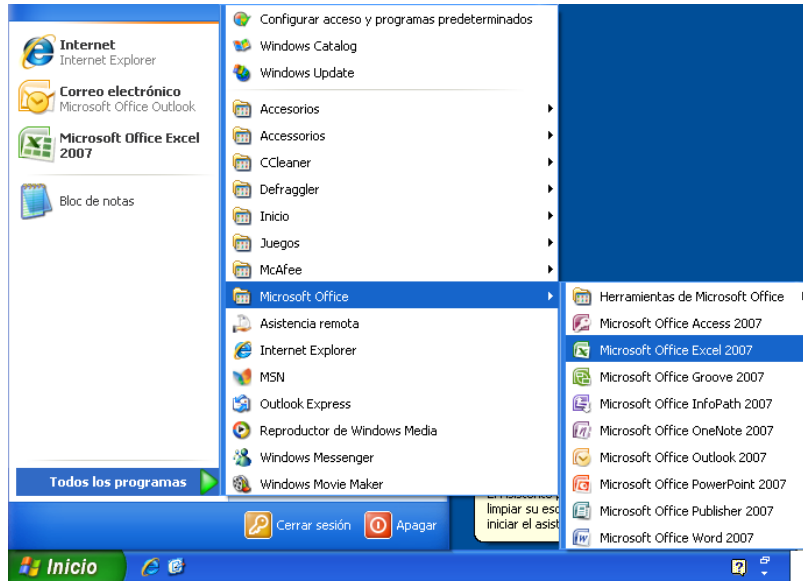 Internet
Internet Explorer
Correo electrónico
Microsoft Office Outlook
Microsoft Office Excel
2007
Bloc de notas
Todos los programas
Configurar acceso y programas predeterminados
Windows Catalog
Windows Update
Accesorios
Accessorios
CCleaner
Defraggler
Inicio
Juegos
McAfee
Microsoft Office
Asistencia remota
Internet Explorer
MSN
Outlook Express
Reproductor de Windows Media
Windows Messenger
Windows Movie Maker
Herramientas de Microsoft Office
Microsoft Office Access 2007
Microsoft Office Excel 2007
Microsoft Office Groove 2007
Microsoft Office InfoPath 2007
Microsoft Office OneNote 2007
Microsoft Office Outlook 2007
Microsoft Office PowerPoint 2007
Microsoft Office Publisher 2007
Microsoft Office Word 2007
limpiar su esc
iniciar el asist
Cerrar sesión
Apagar
Inicio